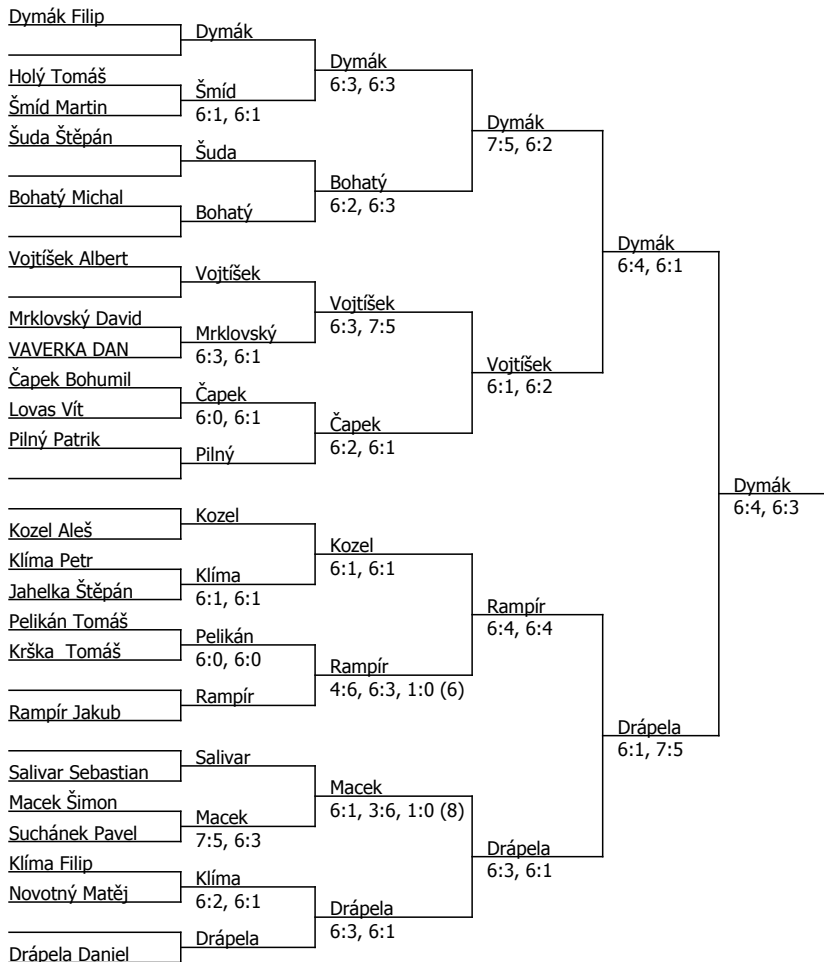 Dymák Filip
Holý Tomáš
Šmíd Martin
Šuda Štěpán
Bohatý Michal
Vojtíšek Albert
Mrklovský David
VAVERKA DAN
Čapek Bohumil
Lovas Vít
Pilný Patrik
Kozel Aleš
Klíma Petr
Jahelka Štěpán
Pelikán Tomáš
Krška  Tomáš
Rampír Jakub
Salivar Sebastian
Macek Šimon
Suchánek Pavel
Klíma Filip
Novotný Matěj
Drápela Daniel
Dymák
Šmíd
6:1, 6:1
Šuda
Bohatý
Vojtíšek
Mrklovský
6:3, 6:1
Čapek
6:0, 6:1
Pilný
Kozel
Klíma
6:1, 6:1
Pelikán
6:0, 6:0
Rampír
Salivar
Macek
7:5, 6:3
Klíma
6:2, 6:1
Drápela
Dymák
6:3, 6:3
Bohatý
6:2, 6:3
Vojtíšek
6:3, 7:5
Čapek
6:2, 6:1
Kozel
6:1, 6:1
Rampír
4:6, 6:3, 1:0 (6)
Macek
6:1, 3:6, 1:0 (8)
Drápela
6:3, 6:1
Dymák
7:5, 6:2
Vojtíšek
6:1, 6:2
Rampír
6:4, 6:4
Drápela
6:3, 6:1
Dymák
6:4, 6:1
Drápela
6:1, 7:5
Dymák
6:4, 6:3